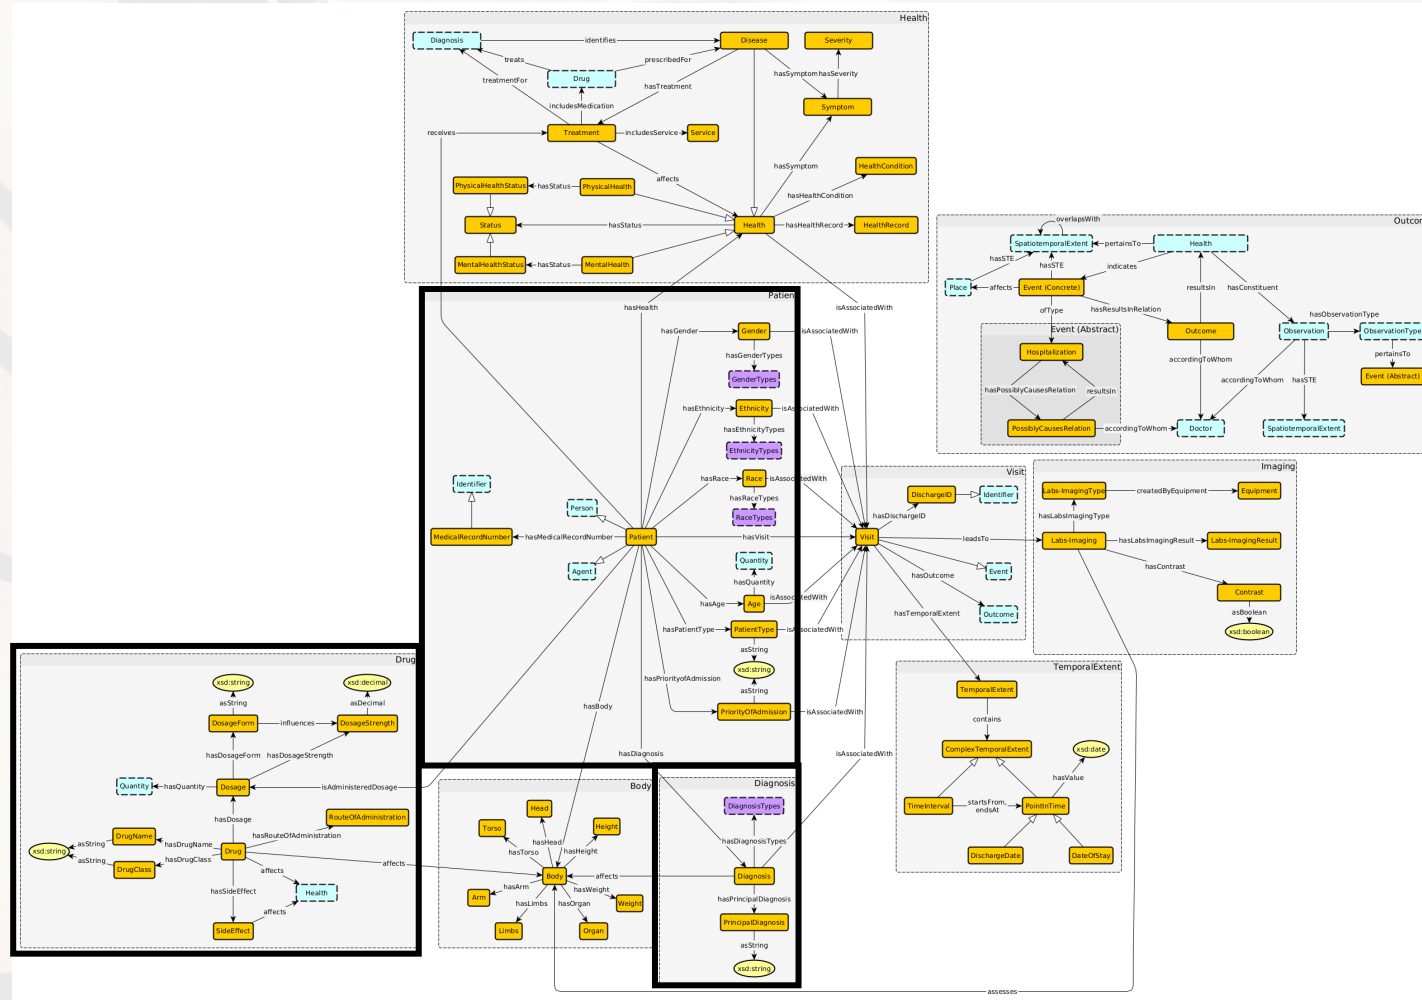 Health
Diagnosis
identifies
Disease
Severity
treats
prescribedFor
treatmentFor
Drug
hasTreatment
hasSymptom
hasSeverity
includesMedication
Symptom
receives
Treatment
includesService
Service
hasSymptom
HealthCondition
affects
PhysicalHealthStatus
hasStatus
PhysicalHealth
hasHealthCondition
Status
hasStatus
Health
hasHealthRecord
HealthRecord
MentalHealthStatus
hasStatus
MentalHealth
hasHealth
isAssociatedWith
Outcom
overlapsWith
SpatiotemporalExtent
pertainsTo
Health
hasSTE
hasSTE
indicates
Place
affects
Event (Concrete)
resultsIn
hasConstituent
ofType
hasResultsInRelation
hasObservationType
Event (Abstract)
Outcome
Observation
ObservationType
Hospitalization
accordingToWhom
pertainsTo
hasPossiblyCausesRelation
resultsIn
accordingToWhom
hasSTE
Event (Abstract)
PossiblyCausesRelation
accordingToWhom
Doctor
SpatiotemporalExtent
Patient
hasGender
Gender
isAssociatedWith
hasGenderTypes
GenderTypes
hasEthnicity
Ethnicity
isAssociatedWith
hasEthnicityTypes
EthnicityTypes
hasRace
Race
isAssociatedWith
hasRaceTypes
RaceTypes
Identifier
Person
MedicalRecordNumber
hasMedicalRecordNumber
Patient
hasVisit
Agent
Quantity
hasQuantity
hasAge
Age
isAssociatedWith
hasPatientType
PatientType
isAssociatedWith
asString
xsd:string
hasPriorityofAdmission
asString
PriorityOfAdmission
isAssociatedWith
hasBody
hasDiagnosis
isAssociatedWith
Visit
DischargeID
Identifier
hasDischargeID
Visit
leadsTo
Event
hasOutcome
Outcome
hasTemporalExtent
Imaging
Labs-ImagingType
createdByEquipment
Equipment
hasLabsImagingType
Labs-Imaging
hasLabsImagingResult
Labs-ImagingResult
hasContrast
Contrast
asBoolean
xsd:boolean
TemporalExtent
TemporalExtent
contains
ComplexTemporalExtent
xsd:date
hasValue
TimeInterval
startsFrom,
endsAt
PointInTime
DischargeDate
DateOfStay
Drug
xsd:string
xsd:decimal
asString
asDecimal
DosageForm
influences
DosageStrength
hasDosageForm
hasDosageStrength
Quantity
hasQuantity
Dosage
isAdministeredDosage
hasDosage
RouteOfAdministration
hasRouteOfAdministration
DrugName
asString
hasDrugName
xsd:string
Drug
asString
hasDrugClass
DrugClass
affects
affects
hasSideEffect
Health
affects
SideEffect
Body
Head
Torso
Height
hasHead
hasTorso
hasHeight
Body
affects
hasArm
hasWeight
Arm
hasLimbs
hasOrgan
Weight
Limbs
Organ
Diagnosis
DiagnosisTypes
hasDiagnosisTypes
Diagnosis
hasPrincipalDiagnosis
PrincipalDiagnosis
asString
xsd:string
assesses